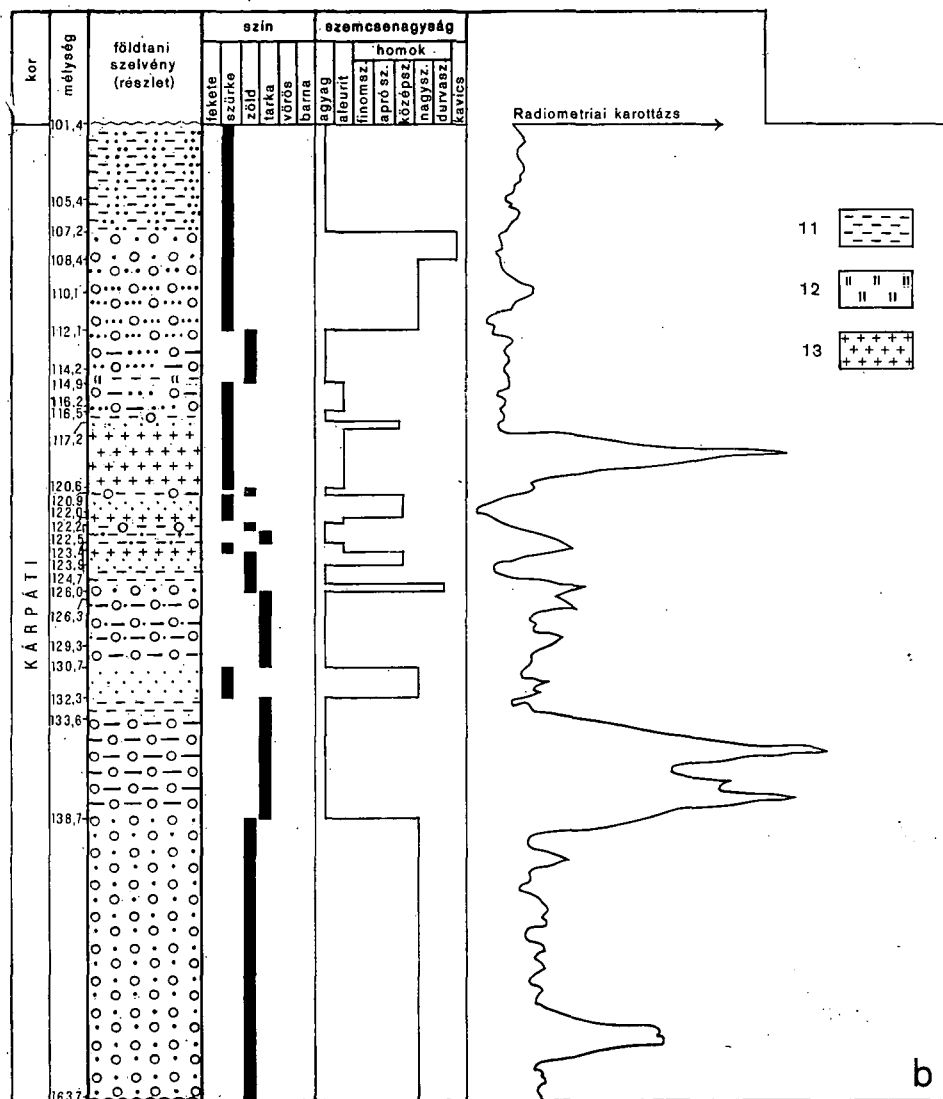 kor
mélység
földtani
szelvény
(részlet)
szín
fekete
szürke
zöld
tarka
vörös
barna
szemcsenagyság
homok
agyag
aleurit
finomsz.
apró sz.
középsz.
nagysz.
durvasz.
kavics
Radiometriai karottázs
KÁRPÁTI
101,4
105,4
107,2
108,4
110,1
112,1
114,2
114,9
116,2
116,5
117,2
120,6
120,9
122,0
122,2
122,5
123,4
123,9
124,7
126,0
126,3
129,3
130,7
132,3
133,6
138,7
163,7
11
12
13
b